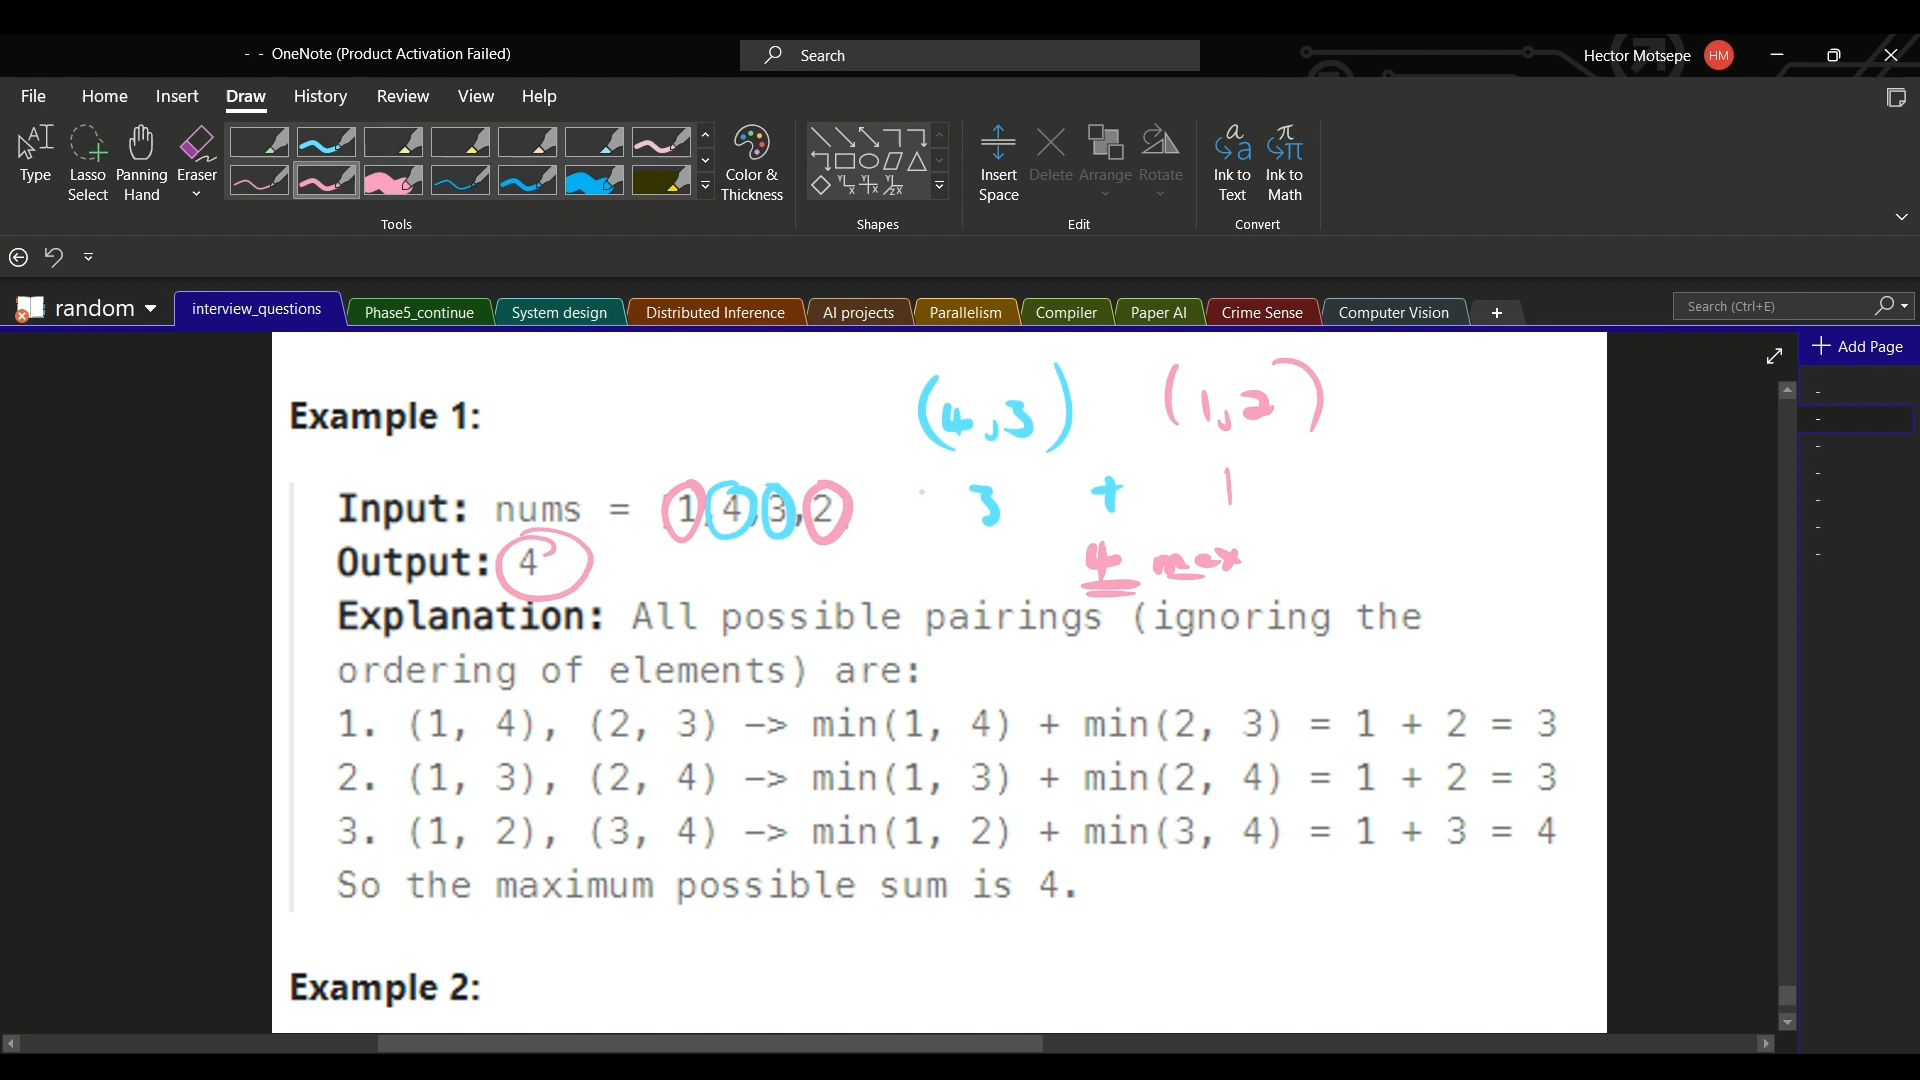 - - OneNote (Product Activation Failed)
Search
Hector Motsepe HM
File Home Insert Draw History Review View Help
Type Lasso Select Panning Hand Eraser
Color & Thickness
Insert Space Delete Arrange Rotate
Ink to Text Ink to Math
Tools Shapes Edit Convert
random interview_questions Phase5_continue System design Distributed Inference AI projects Parallelism Compiler Paper AI Crime Sense Computer Vision + Search (Ctrl+E)
Add Page
(4,3) (1,2)
Example 1:
Input: nums = [1,4,3,2] 3 + 1
Output: 4 4 max
Explanation: All possible pairings (ignoring the
ordering of elements) are:
1. (1, 4), (2, 3) -> min(1, 4) + min(2, 3) = 1 + 2 = 3
2. (1, 3), (2, 4) -> min(1, 3) + min(2, 4) = 1 + 2 = 3
3. (1, 2), (3, 4) -> min(1, 2) + min(3, 4) = 1 + 3 = 4
So the maximum possible sum is 4.
Example 2: